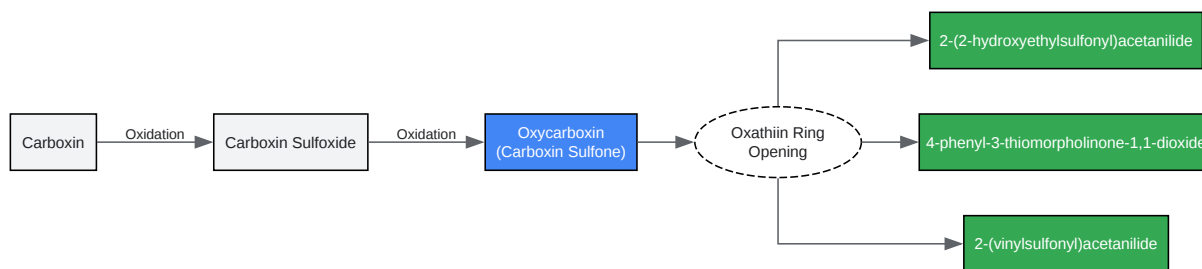 2-(2-hydroxyethylsulfonyl)acetanilide
Carboxin
Oxidation
Carboxin Sulfoxide
Oxidation
Oxycarboxin
(Carboxin Sulfone)
Oxathiin Ring
Opening
4-phenyl-3-thiomorpholinone-1,1-dioxide
2-(vinylsulfonyl)acetanilide